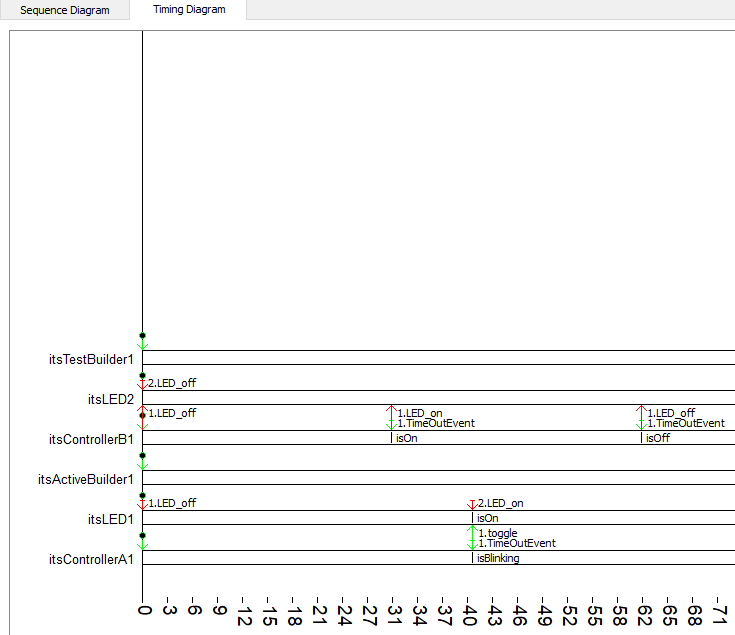 Sequence Diagram Timing Diagram
itsTestBuilder1
2.LED_off
itsLED2
1.LED_off 1.LED_on 1.LED_off
1.TimeOutEvent 1.TimeOutEvent
itsControllerB1 isOn isOff
itsActiveBuilder1
1.LED_off 2.LED_on
itsLED1 isOn
1.toggle
1.TimeOutEvent
itsControllerA1 isBlinking
0 3 6 9 12 15 18 21 24 27 31 34 37 40 43 46 49 52 55 58 62 65 68 71